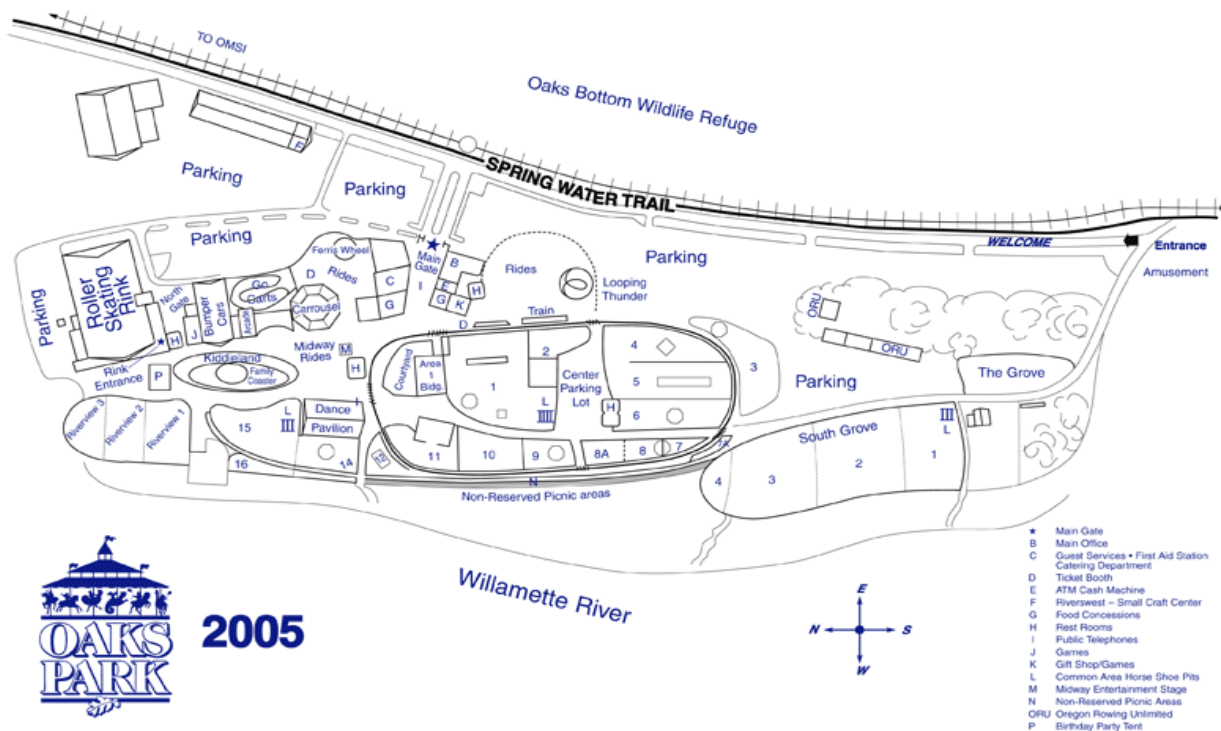 TO OMSI
Oaks Bottom Wildlife Refuge
F
SPRING WATER TRAIL
Parking
Parking
Parking
Parking
WELCOME
Entrance
Amusement
Main
Gate
B
I
E
G
K
H
Rides
Looping
Thunder
Ferris Wheel
D
Rides
C
G
Go
Carts
Carrousel
Parking
Roller
Skating
Rink
North
Gate
H
J
Bumper
Cars
Arcade
Rink
Entrance
P
Kiddieland
Family
Coaster
Midway
Rides
M
H
D
Train
Courtyard
Area
1
Bldg.
1
2
L
Center
Parking
Lot
4
5
6
H
3
ORU
ORU
Parking
The Grove
Riverview 3
Riverview 2
Riverview 1
15
L
I
Dance
Pavilion
16
14
12
11
10
9
8A
8
7
7A
N
Non-Reserved Picnic areas
South Grove
4
3
2
1
L
Willamette River
OAKS
PARK
2005
E
N
S
W
★ Main Gate
B Main Office
C Guest Services • First Aid Station
Catering Department
D Ticket Booth
E ATM Cash Machine
F Riverswest – Small Craft Center
G Food Concessions
H Rest Rooms
I Public Telephones
J Games
K Gift Shop/Games
L Common Area Horse Shoe Pits
M Midway Entertainment Stage
N Non-Reserved Picnic Areas
ORU Oregon Rowing Unlimited
P Birthday Party Tent